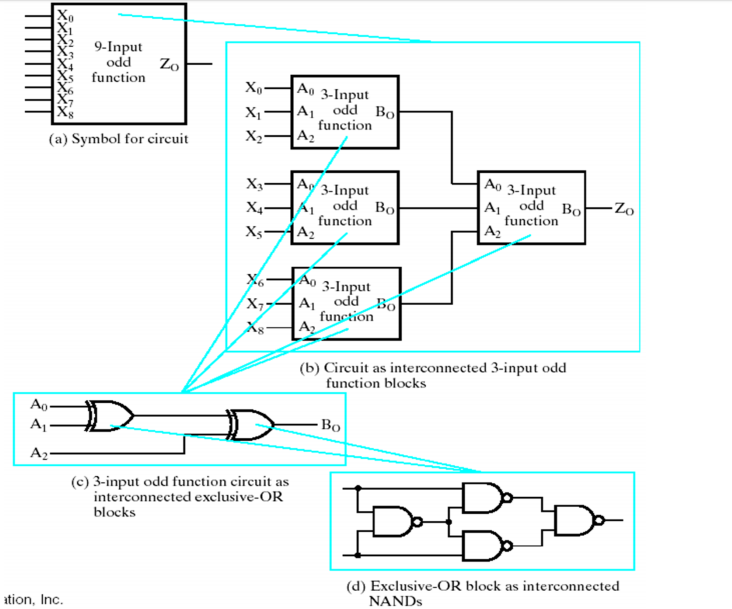 X0
X1
X2
X3
X4
X5
X6
X7
X8
9-Input
odd
function
ZO
(a) Symbol for circuit
X0
X1
X2
A0
A1
A2
3-Input
odd
function
BO
X3
X4
X5
A0
A1
A2
3-Input
odd
function
BO
X6
X7
X8
A0
A1
A2
3-Input
odd
function
BO
A0
A1
A2
3-Input
odd
function
BO
ZO
(b) Circuit as interconnected 3-input odd
function blocks
A0
A1
A2
BO
(c) 3-input odd function circuit as
interconnected exclusive-OR
blocks
(d) Exclusive-OR block as interconnected
NANDs
ation, Inc.